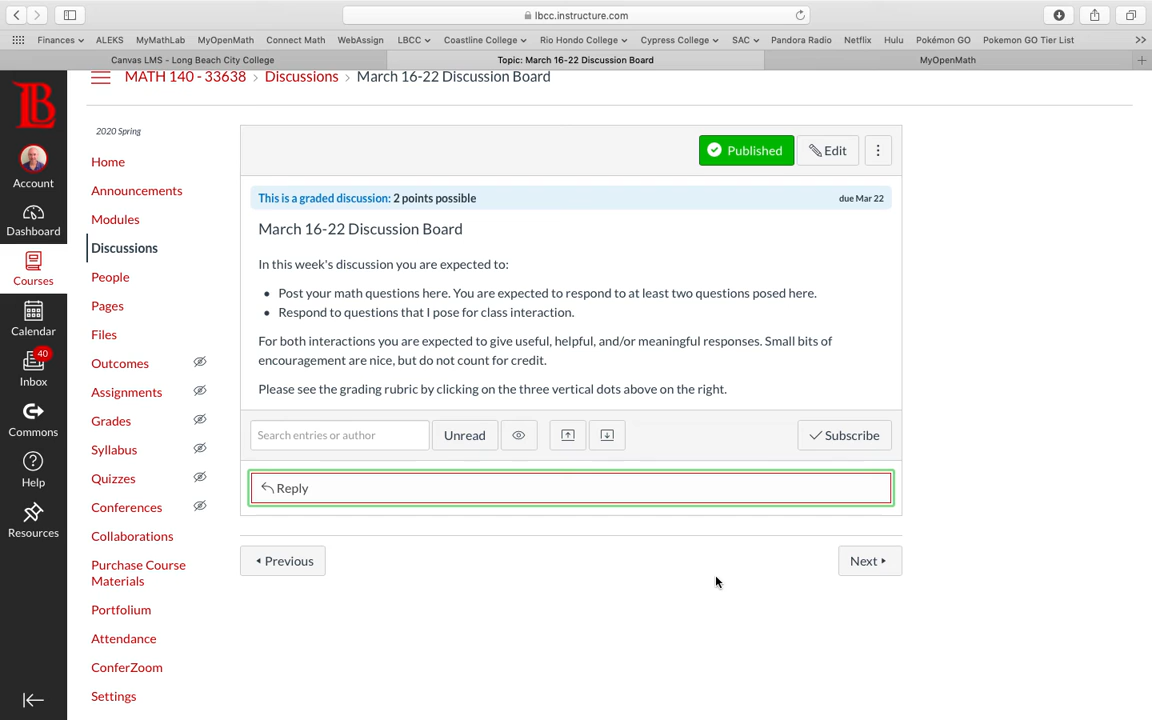 lbcc.instructure.com
Finances ALEKS MyMathLab MyOpenMath Connect Math WebAssign LBCC Coastline College Rio Hondo College Cypress College SAC Pandora Radio Netflix Hulu Pokémon GO Pokemon GO Tier List
Canvas LMS - Long Beach City College
Topic: March 16-22 Discussion Board
MyOpenMath
MATH 140 - 33638 › Discussions › March 16-22 Discussion Board
LB
Account
Dashboard
Courses
Calendar
40
Inbox
Commons
Help
Resources
2020 Spring
Home
Announcements
Modules
Discussions
People
Pages
Files
Outcomes
Assignments
Grades
Syllabus
Quizzes
Conferences
Collaborations
Purchase Course
Materials
Portfolium
Attendance
ConferZoom
Settings
Published
Edit
This is a graded discussion: 2 points possible
due Mar 22
March 16-22 Discussion Board
In this week's discussion you are expected to:
• Post your math questions here. You are expected to respond to at least two questions posed here.
• Respond to questions that I pose for class interaction.
For both interactions you are expected to give useful, helpful, and/or meaningful responses. Small bits of
encouragement are nice, but do not count for credit.
Please see the grading rubric by clicking on the three vertical dots above on the right.
Search entries or author
Unread
Subscribe
Reply
Previous
Next